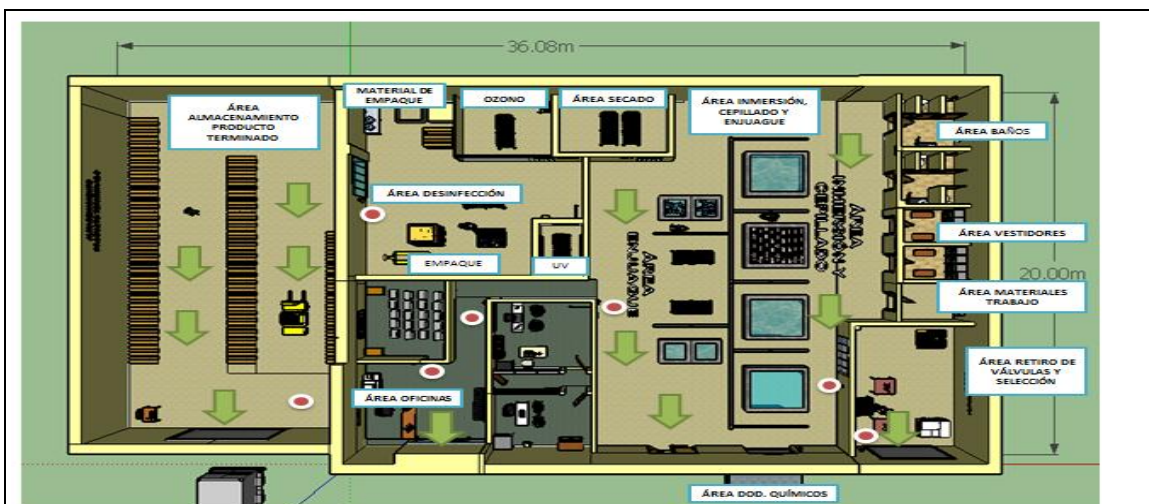 36.08m
ÁREA
ALMACENAMIENTO
PRODUCTO
TERMINADO
MATERIAL DE
EMPAQUE
OZONO
ÁREA SECADO
ÁREA INMERSIÓN,
CEPILLADO Y
ENJUAGUE
ÁREA BAÑOS
ÁREA DESINFECCIÓN
ÁREA INMERSION Y
CEPILLADO
ÁREA VESTIDORES
EMPAQUE
UV
ÁREA
ENJUAGUE
20.00m
ÁREA MATERIALES
TRABAJO
ÁREA RETIRO DE
VÁLVULAS Y
SELECCIÓN
ÁREA OFICINAS
ÁREA DOD. QUÍMICOS